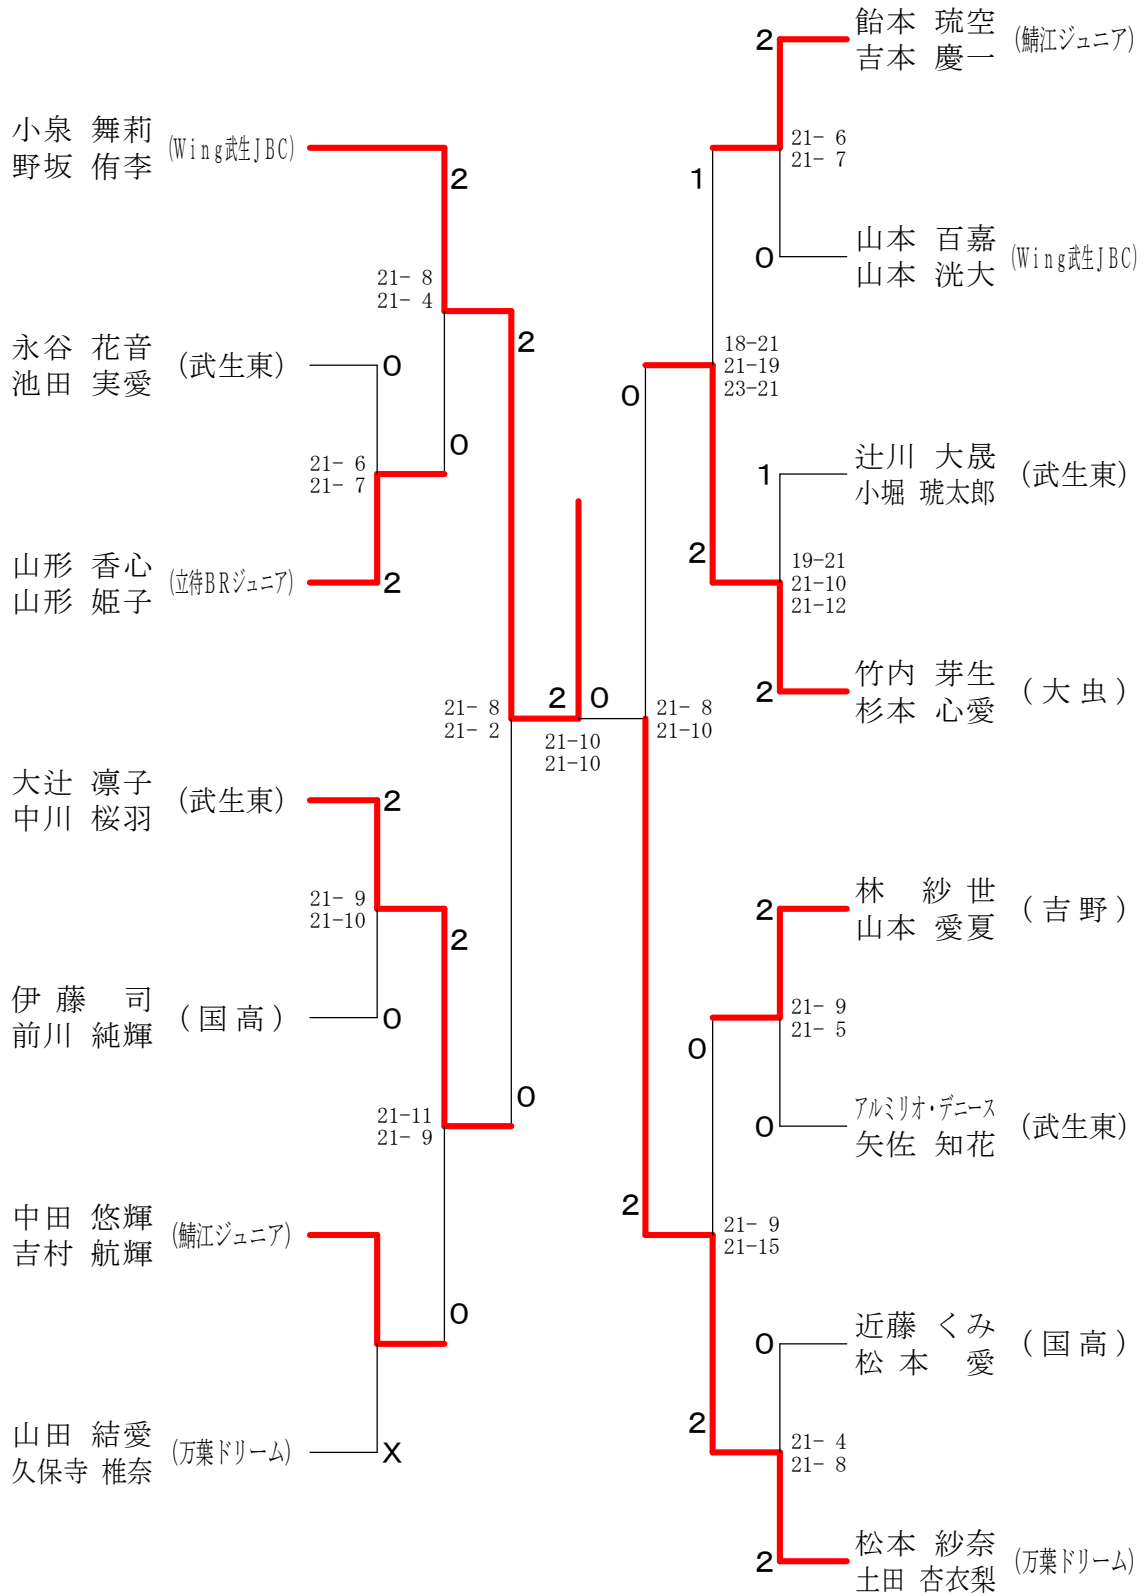 小泉 舞莉
野坂 侑李
(Wing武生JBC)
2
21- 8
21- 4
永谷 花音
池田 実愛
(武生東)
0
21- 6
21- 7
0
山形 香心
山形 姫子
(立待BRジュニア)
2
2
大辻 凛子
中川 桜羽
(武生東)
2
21- 9
21-10
2
伊藤 司
前川 純輝
(国高)
0
21-11
21- 9
0
中田 悠輝
吉村 航輝
(鯖江ジュニア)
0
山田 結愛
久保寺 椎奈
(万葉ドリーム)
X
21- 8
21- 2
2 0
21-10
21-10
飴本 琉空
吉本 慶一
(鯖江ジュニア)
2
21- 6
21- 7
1
山本 百嘉
山本 洸大
(Wing武生JBC)
0
18-21
21-19
23-21
0
辻川 大晟
小堀 琥太郎
(武生東)
1
19-21
21-10
21-12
2
竹内 芽生
杉本 心愛
(大虫)
2
21- 8
21-10
林 紗世
山本 愛夏
(吉野)
2
21- 9
21- 5
0
アルミリオ・デニース
矢佐 知花
(武生東)
0
2
21- 9
21-15
近藤 くみ
松本 愛
(国高)
0
2
21- 4
21- 8
松本 紗奈
土田 杏衣梨
(万葉ドリーム)
2